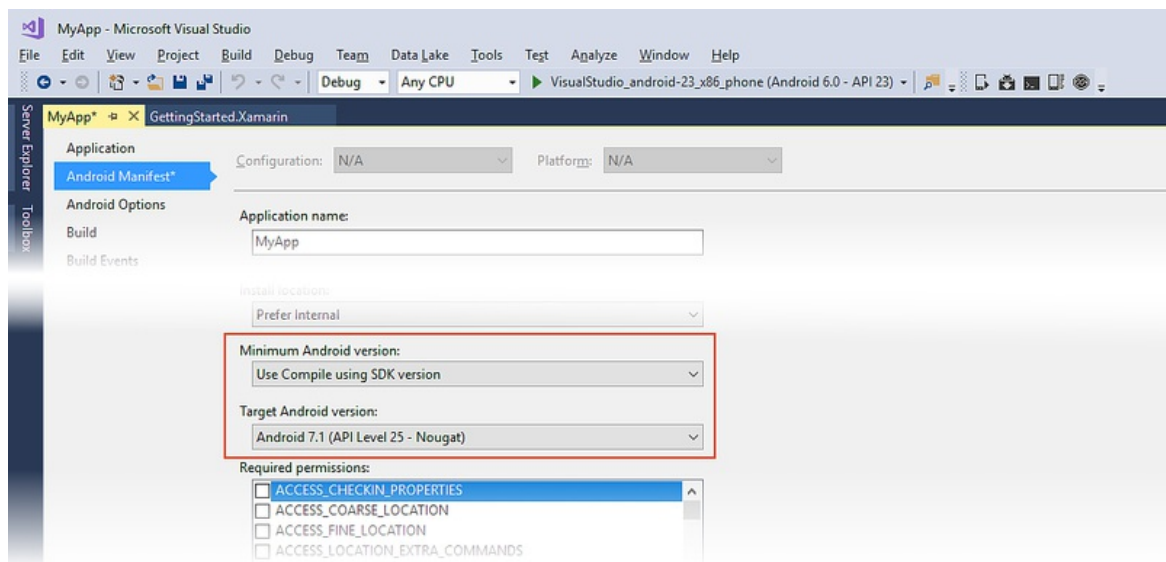 MyApp - Microsoft Visual Studio
File Edit View Project Build Debug Team Data Lake Tools Test Analyze Window Help
Debug Any CPU VisualStudio_android-23_x86_phone (Android 6.0 - API 23)
Server Explorer
Toolbox
MyApp* GettingStarted.Xamarin
Application
Android Manifest*
Android Options
Build
Build Events
Configuration: N/A Platform: N/A
Application name:
MyApp
Install location:
Prefer Internal
Minimum Android version:
Use Compile using SDK version
Target Android version:
Android 7.1 (API Level 25 - Nougat)
Required permissions:
ACCESS_CHECKIN_PROPERTIES
ACCESS_COARSE_LOCATION
ACCESS_FINE_LOCATION
ACCESS_LOCATION_EXTRA_COMMANDS